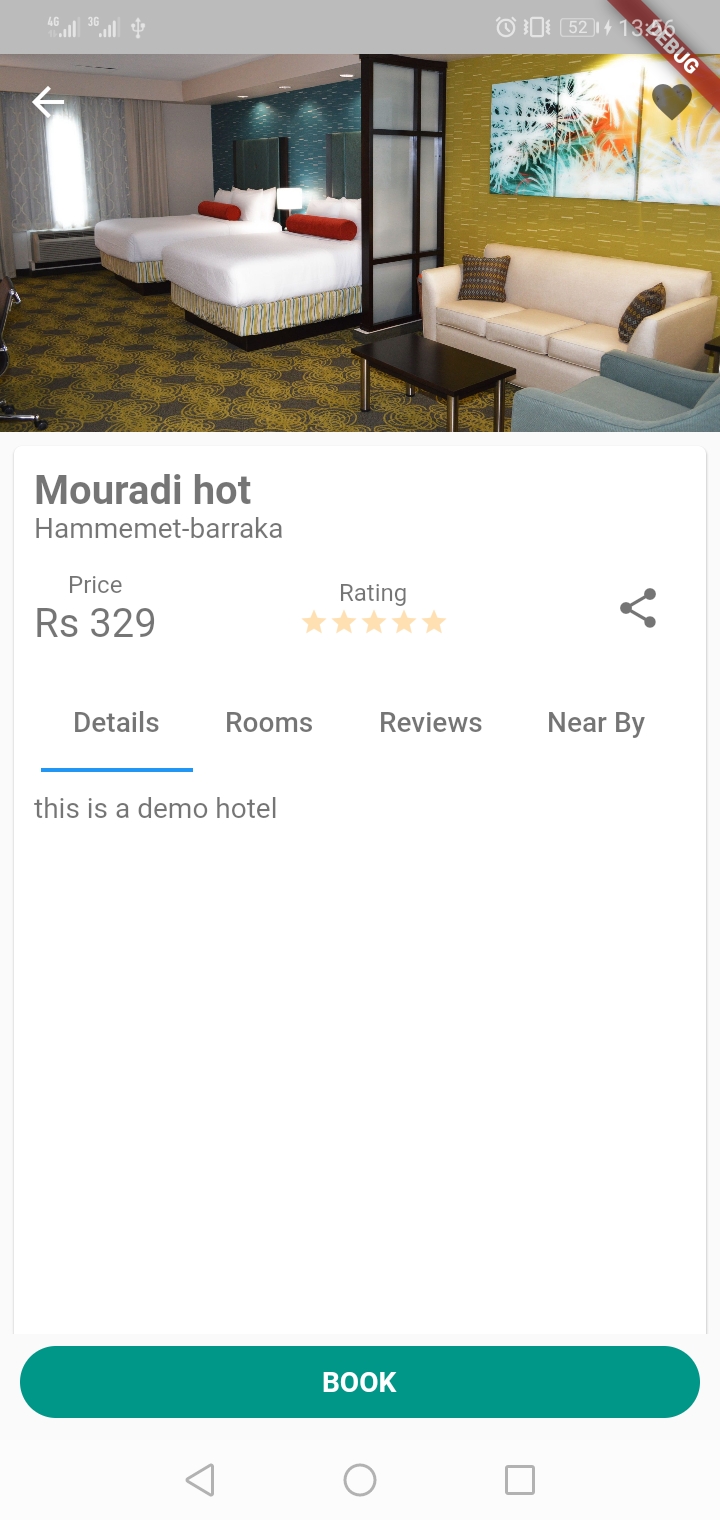 4G 3G 52 13:56
DEBUG
Mouradi hot
Hammemet-barraka
Price
Rs 329
Rating
Details Rooms Reviews Near By
this is a demo hotel
BOOK